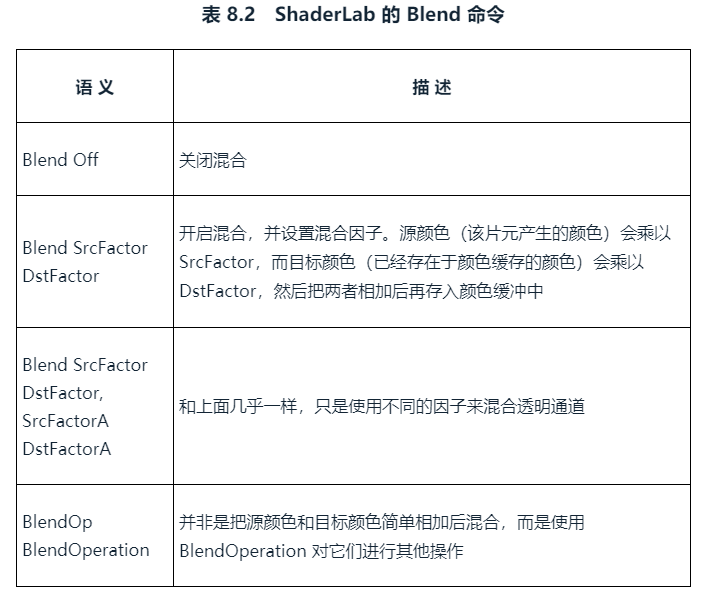 表 8.2 ShaderLab 的 Blend 命令
语 义
描 述
Blend Off
关闭混合
Blend SrcFactor
DstFactor
开启混合，并设置混合因子。源颜色（该片元产生的颜色）会乘以
SrcFactor，而目标颜色（已经存在于颜色缓存的颜色）会乘以
DstFactor，然后把两者相加后再存入颜色缓冲中
Blend SrcFactor
DstFactor,
SrcFactorA
DstFactorA
和上面几乎一样，只是使用不同的因子来混合透明通道
BlendOp
BlendOperation
并非是把源颜色和目标颜色简单相加后混合，而是使用
BlendOperation 对它们进行其他操作